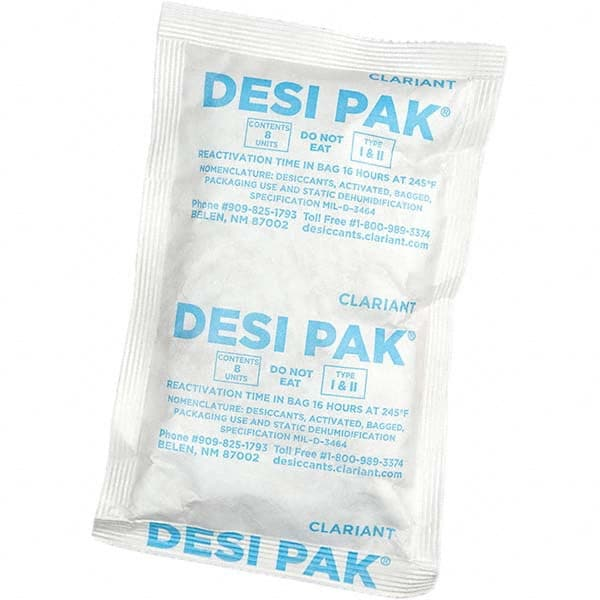 CLARIANT
DESI PAK®
CONTENTS 8 UNITS DO NOT EAT TYPE I & II
REACTIVATION TIME IN BAG 16 HOURS AT 245°F
NOMENCLATURE: DESICCANTS, ACTIVATED, BAGGED,
PACKAGING USE AND STATIC DEHUMIDIFICATION
SPECIFICATION MIL-D-3464
Phone #909-825-1793 Toll Free #1-800-989-3374
BELEN, NM 87002 desiccants.clariant.com
CLARIANT
DESI PAK®
CONTENTS 8 UNITS DO NOT EAT TYPE I & II
REACTIVATION TIME IN BAG 16 HOURS AT 245°F
NOMENCLATURE: DESICCANTS, ACTIVATED, BAGGED,
PACKAGING USE AND STATIC DEHUMIDIFICATION
SPECIFICATION MIL-D-3464
Phone #909-825-1793 Toll Free #1-800-989-3374
BELEN, NM 87002 desiccants.clariant.com
CLARIANT
DESI PAK®